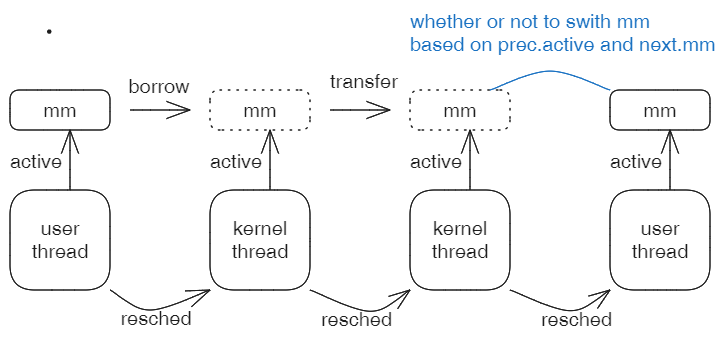 whether or not to swith mm
based on prec.active and next.mm
borrow
transfer
mm
mm
mm
mm
active
active
active
active
user
thread
kernel
thread
kernel
thread
user
thread
resched
resched
resched